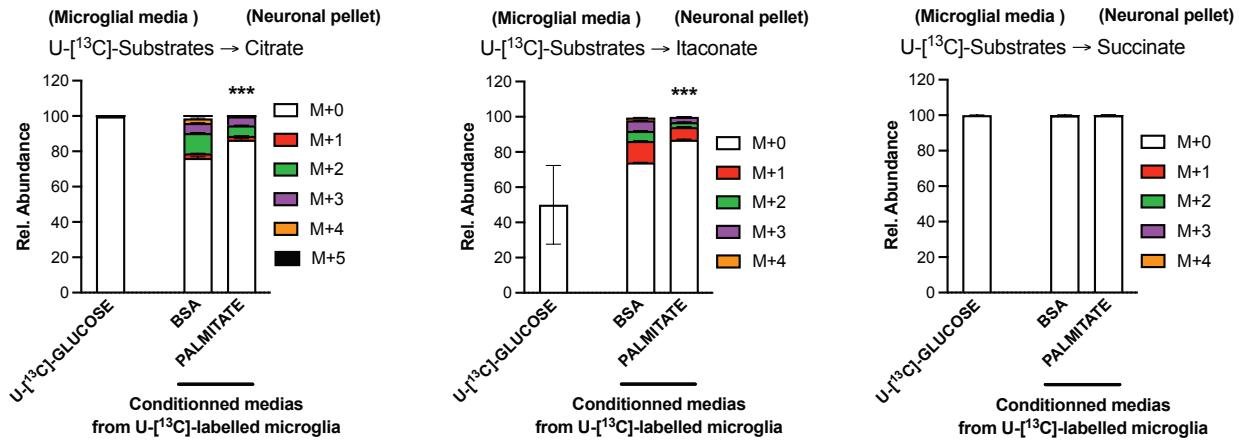 (Microglial media ) (Neuronal pellet)
U-[¹³C]-Substrates → Citrate
Rel. Abundance
120
100
80
60
40
20
0
***
M+0
M+1
M+2
M+3
M+4
M+5
U-[¹³C]-GLUCOSE
BSA
PALMITATE
Conditionned medias
from U-[¹³C]-labelled microglia
(Microglial media ) (Neuronal pellet)
U-[¹³C]-Substrates → Itaconate
Rel. Abundance
120
100
80
60
40
20
0
***
M+0
M+1
M+2
M+3
M+4
U-[¹³C]-GLUCOSE
BSA
PALMITATE
Conditionned medias
from U-[¹³C]-labelled microglia
(Microglial media ) (Neuronal pellet)
U-[¹³C]-Substrates → Succinate
Rel. Abundance
120
100
80
60
40
20
0
M+0
M+1
M+2
M+3
M+4
U-[¹³C]-GLUCOSE
BSA
PALMITATE
Conditionned medias
from U-[¹³C]-labelled microglia